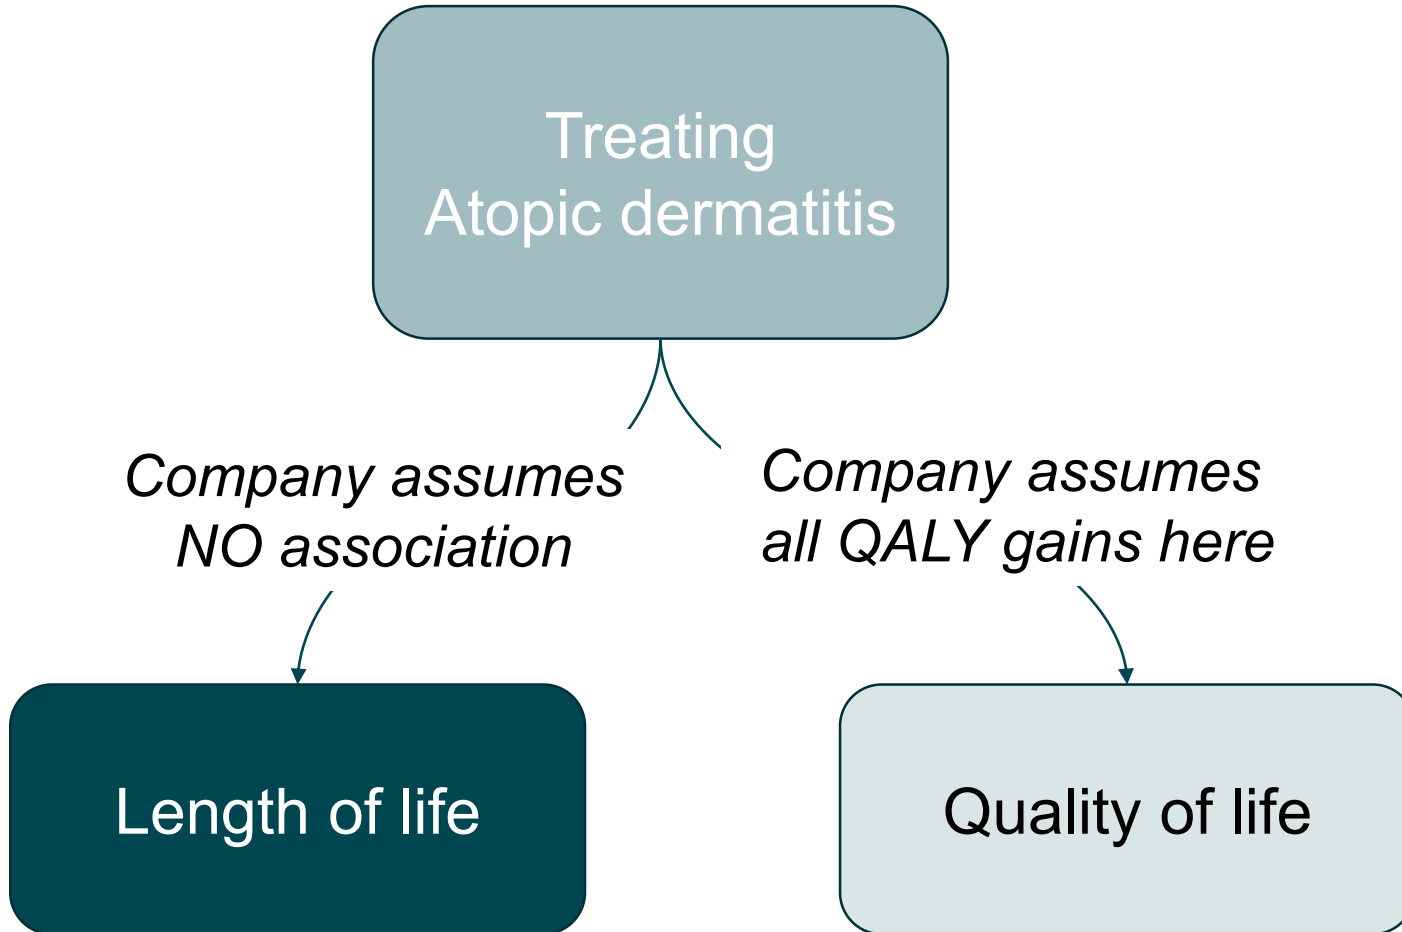 Treating
Atopic dermatitis
Company assumes
NO association
Company assumes
all QALY gains here
Length of life
Quality of life